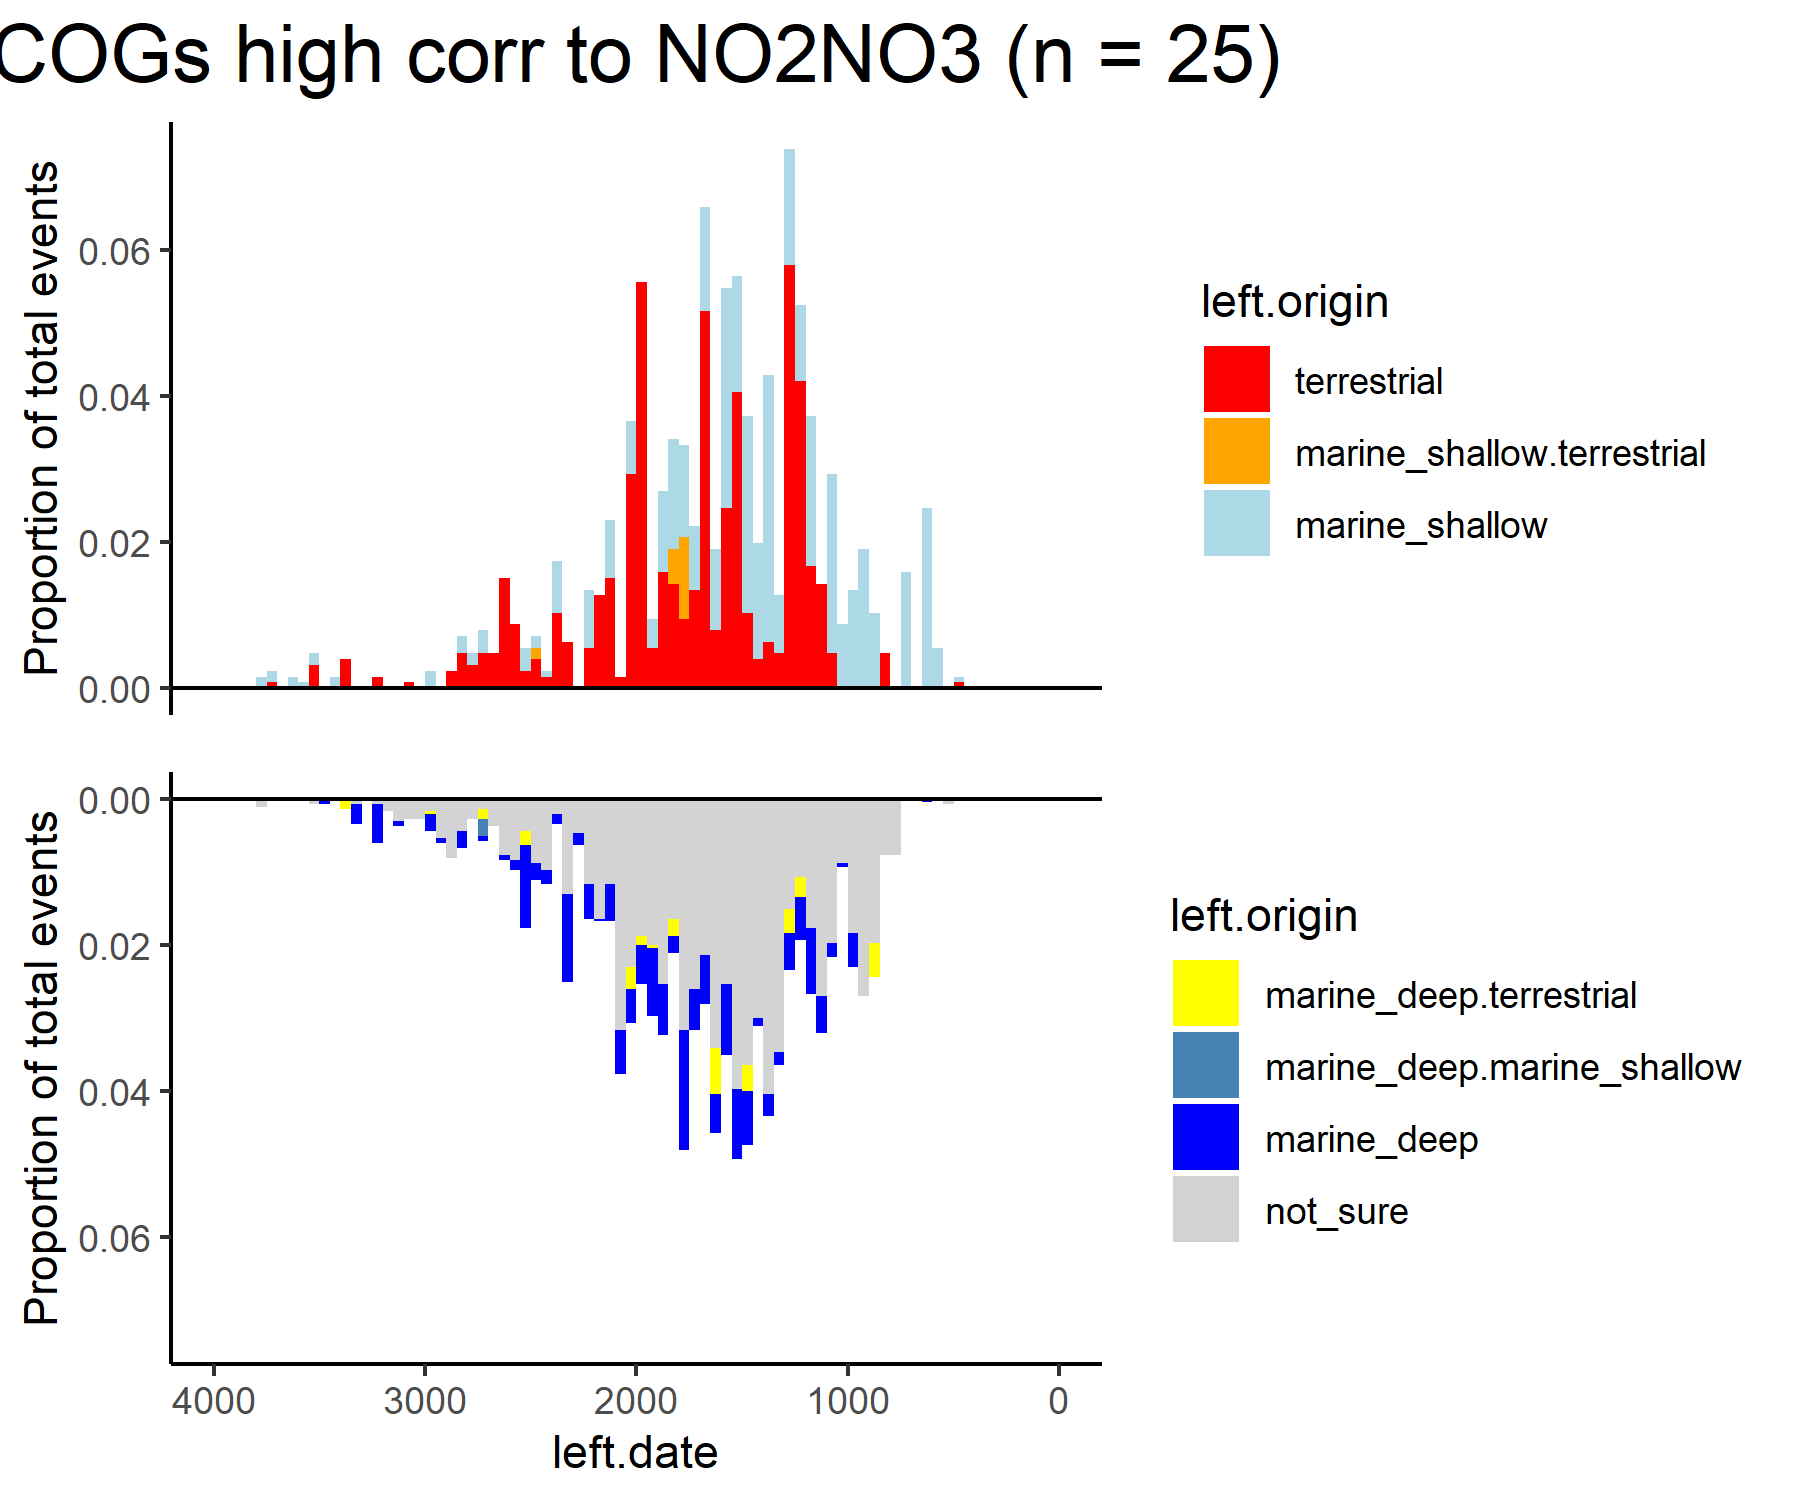 COGs high corr to NO2NO3 (n = 25)
Proportion of total events
0.06
0.04
0.02
0.00
left.origin
terrestrial
marine_shallow.terrestrial
marine_shallow
Proportion of total events
0.00
0.02
0.04
0.06
left.origin
marine_deep.terrestrial
marine_deep.marine_shallow
marine_deep
not_sure
4000 3000 2000 1000 0
left.date